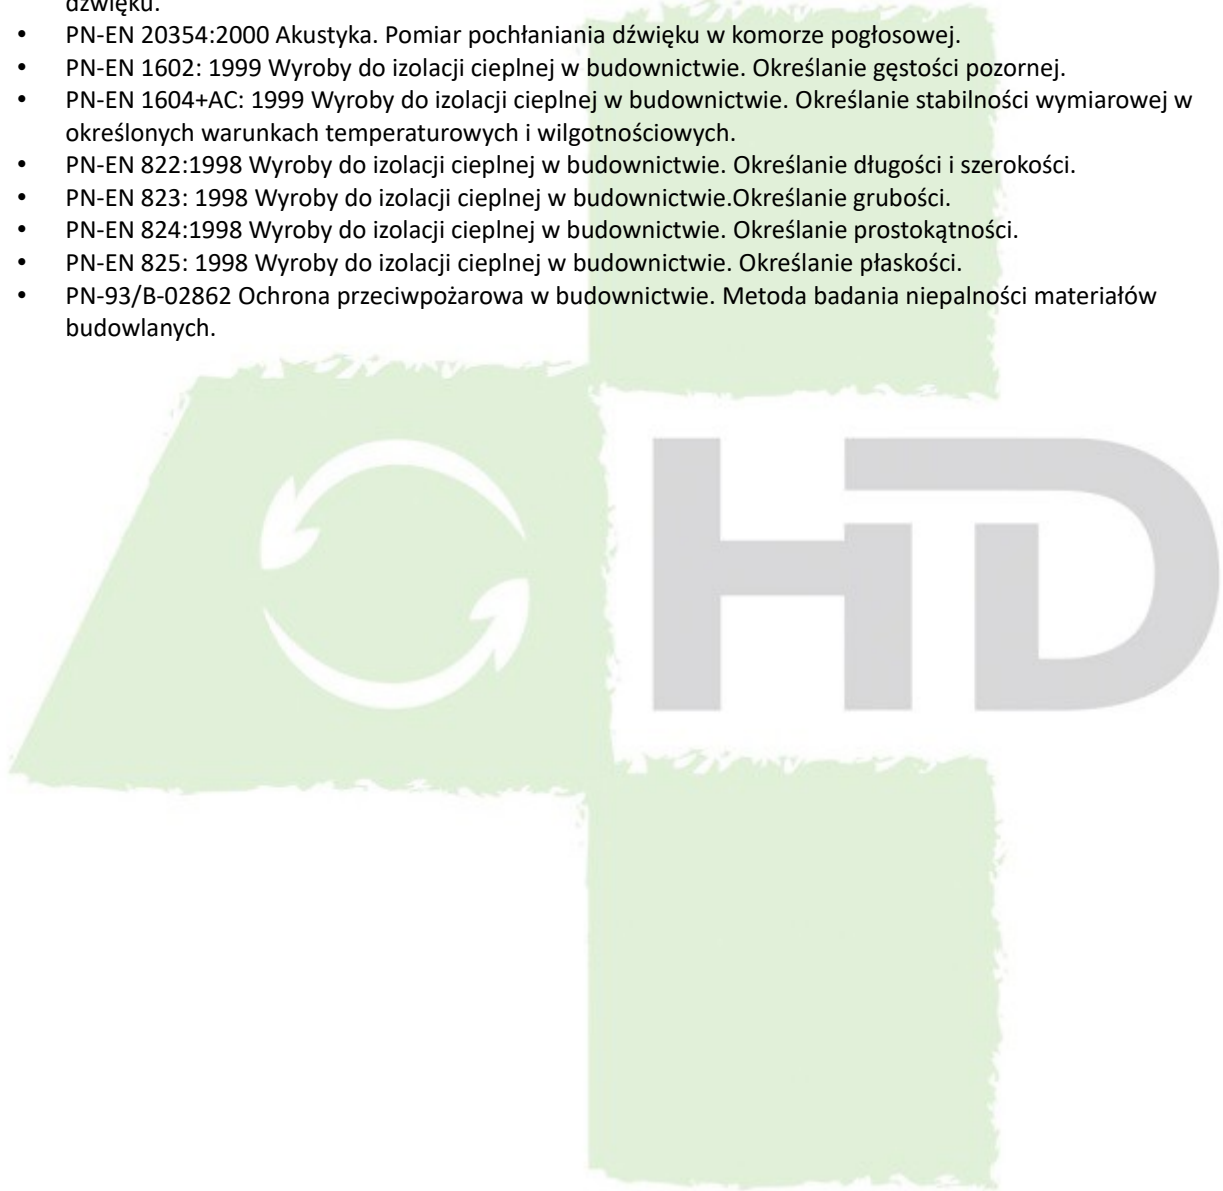 dźwięku.
• PN-EN 20354:2000 Akustyka. Pomiar pochłaniania dźwięku w komorze pogłosowej.
• PN-EN 1602: 1999 Wyroby do izolacji cieplnej w budownictwie. Określanie gęstości pozornej.
• PN-EN 1604+AC: 1999 Wyroby do izolacji cieplnej w budownictwie. Określanie stabilności wymiarowej w
określonych warunkach temperaturowych i wilgotnościowych.
• PN-EN 822:1998 Wyroby do izolacji cieplnej w budownictwie. Określanie długości i szerokości.
• PN-EN 823: 1998 Wyroby do izolacji cieplnej w budownictwie.Określanie grubości.
• PN-EN 824:1998 Wyroby do izolacji cieplnej w budownictwie. Określanie prostokątności.
• PN-EN 825: 1998 Wyroby do izolacji cieplnej w budownictwie. Określanie płaskości.
• PN-93/B-02862 Ochrona przeciwpożarowa w budownictwie. Metoda badania niepalności materiałów
budowlanych.
HD